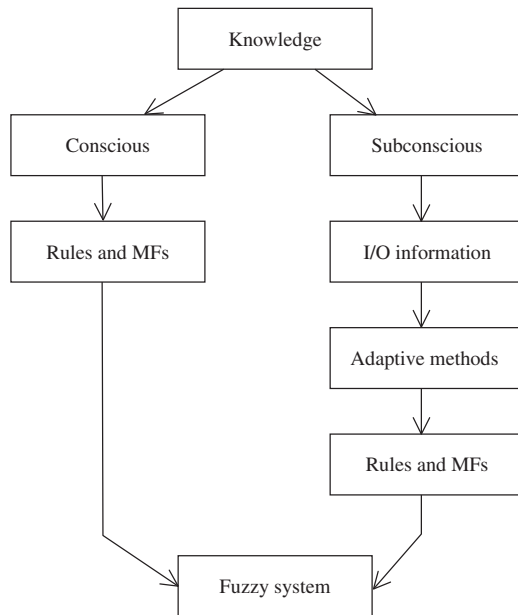 Knowledge
Conscious
Subconscious
Rules and MFs
I/O information
Adaptive methods
Rules and MFs
Fuzzy system